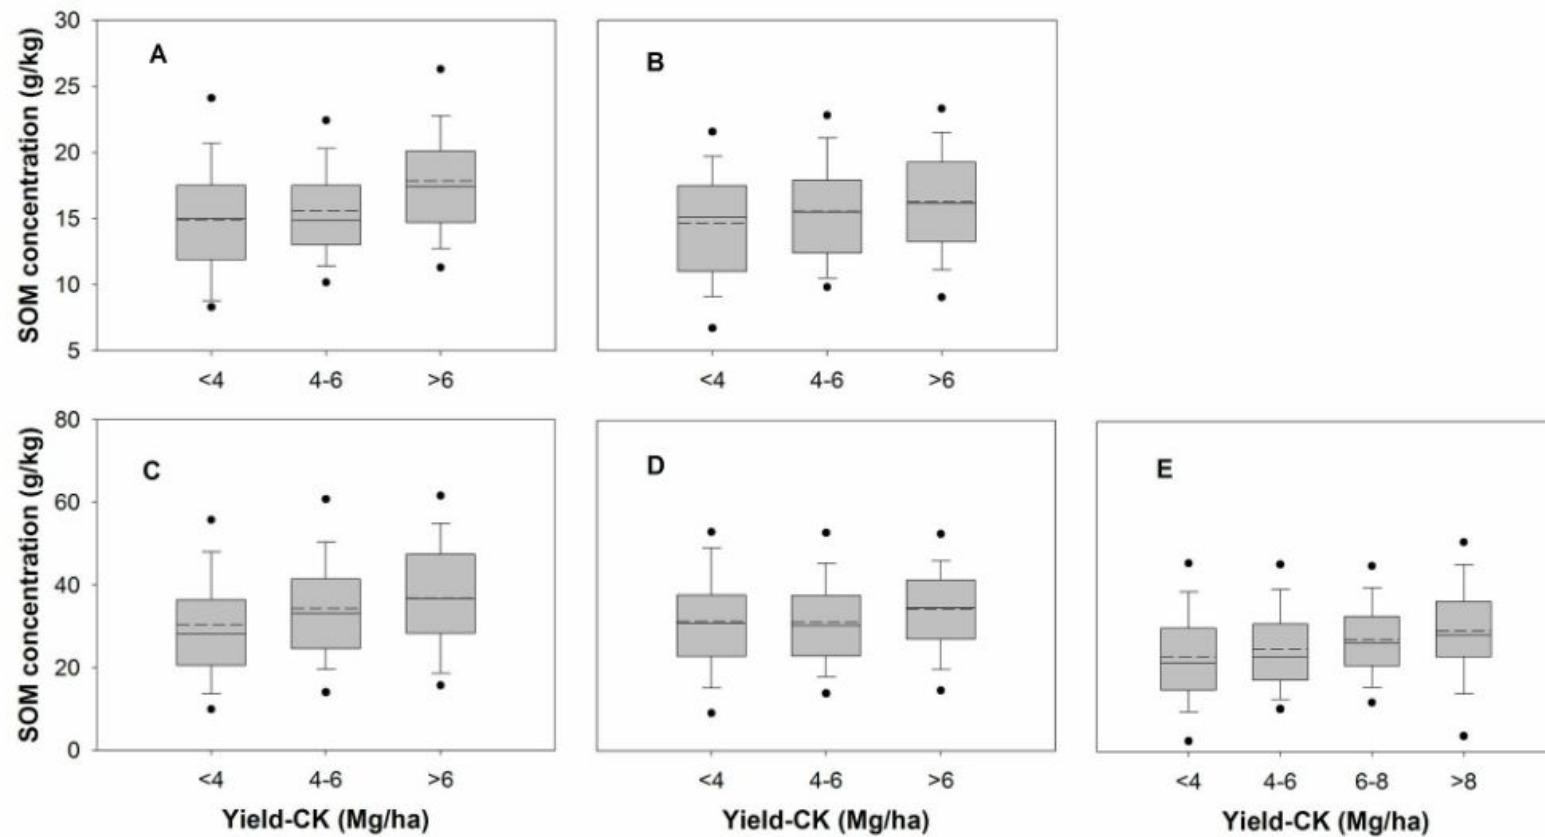 SOM concentration (g/kg)
30
25
20
15
10
5
A
<4
4-6
>6
B
<4
4-6
>6
SOM concentration (g/kg)
80
60
40
20
0
C
<4
4-6
>6
Yield-CK (Mg/ha)
D
<4
4-6
>6
Yield-CK (Mg/ha)
E
<4
4-6
6-8
>8
Yield-CK (Mg/ha)